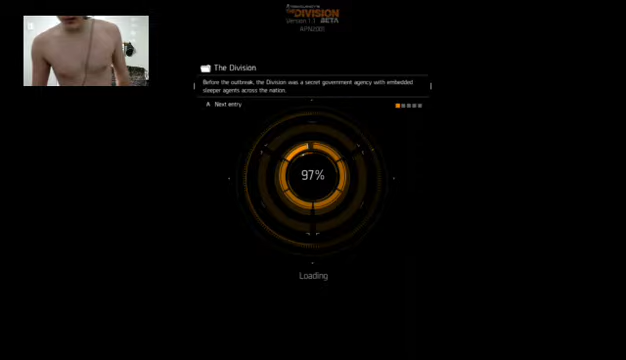 THE DIVISION
Version 1.1 BETA
The Division
Before the outbreak, the Division was a secret government agency with embedded
sleeper agents across the nation.
A Next entry
97%
Loading